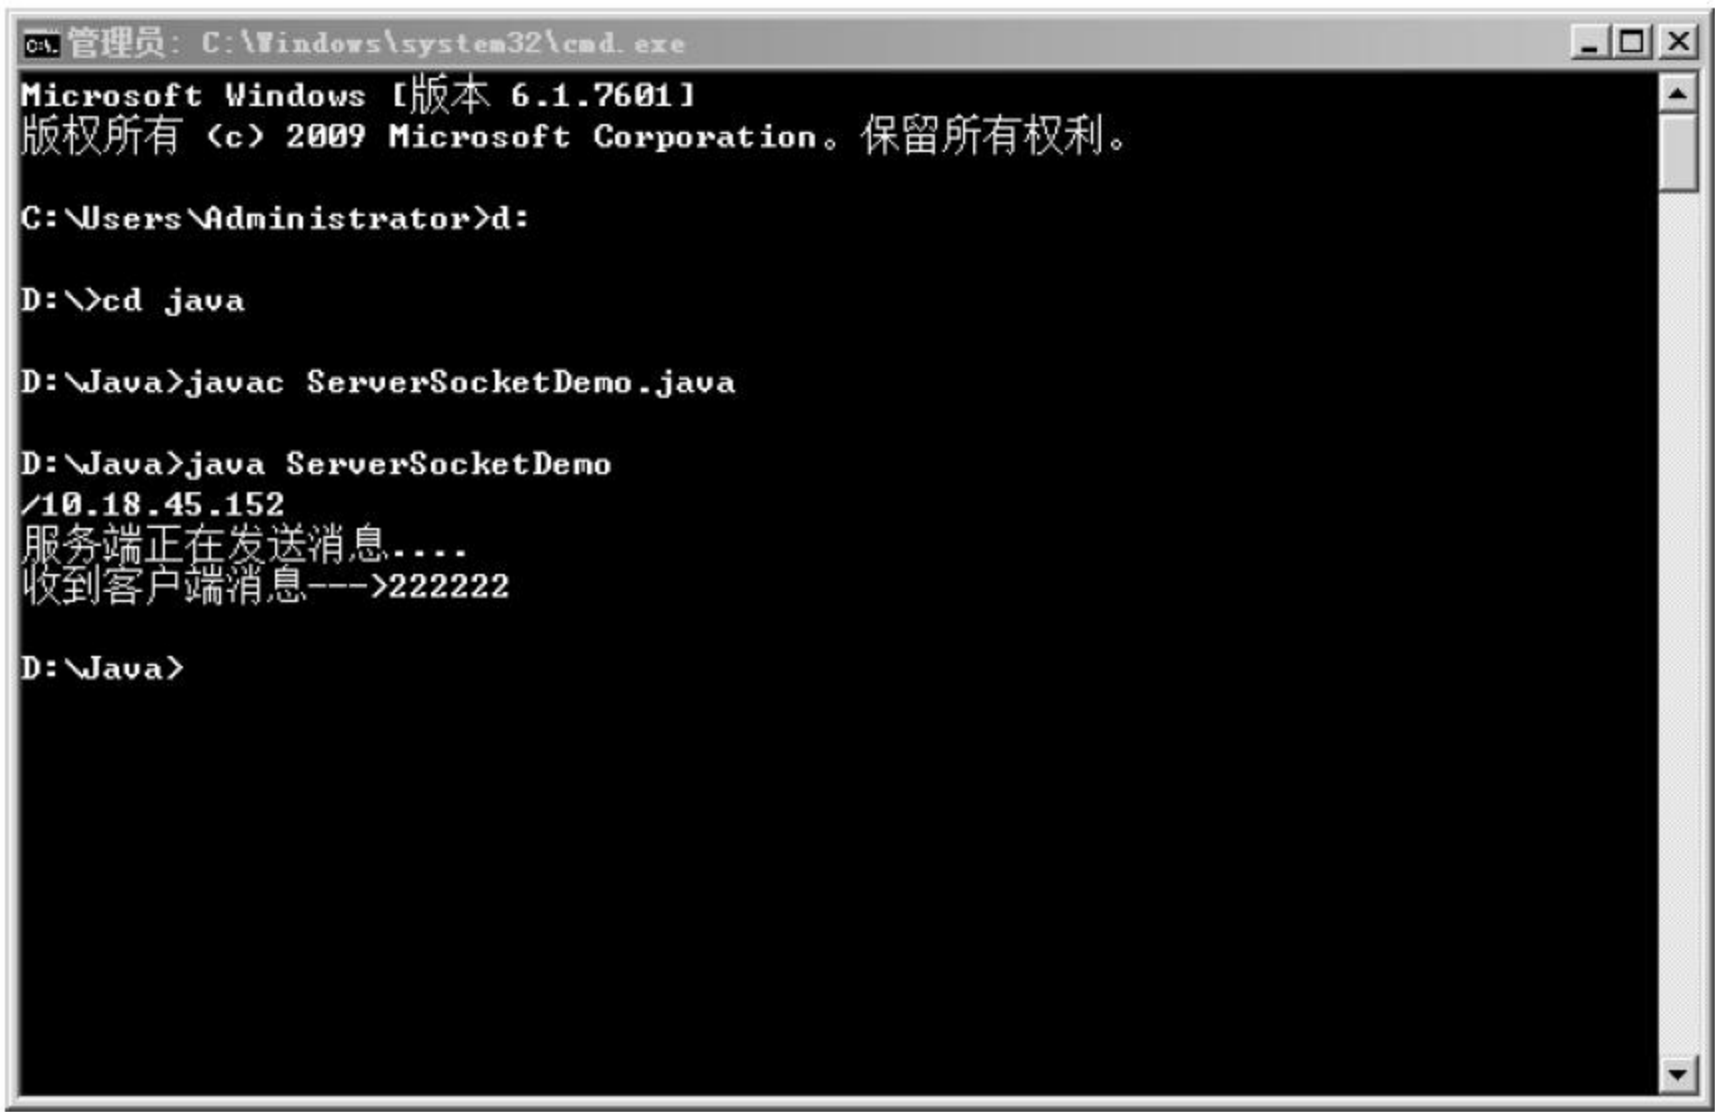 管理员: C:\Windows\system32\cmd.exe
Microsoft Windows [版本 6.1.7601]
版权所有 (c) 2009 Microsoft Corporation。保留所有权利。
C:\Users\Administrator>d:
D:\>cd java
D:\Java>javac ServerSocketDemo.java
D:\Java>java ServerSocketDemo
/10.18.45.152
服务端正在发送消息....
收到客户端消息--->222222
D:\Java>